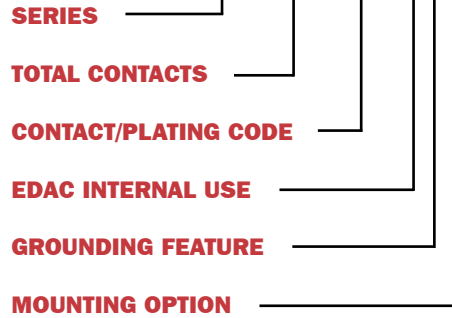 SERIES
TOTAL CONTACTS
CONTACT/PLATING CODE
EDAC INTERNAL USE
GROUNDING FEATURE
MOUNTING OPTION